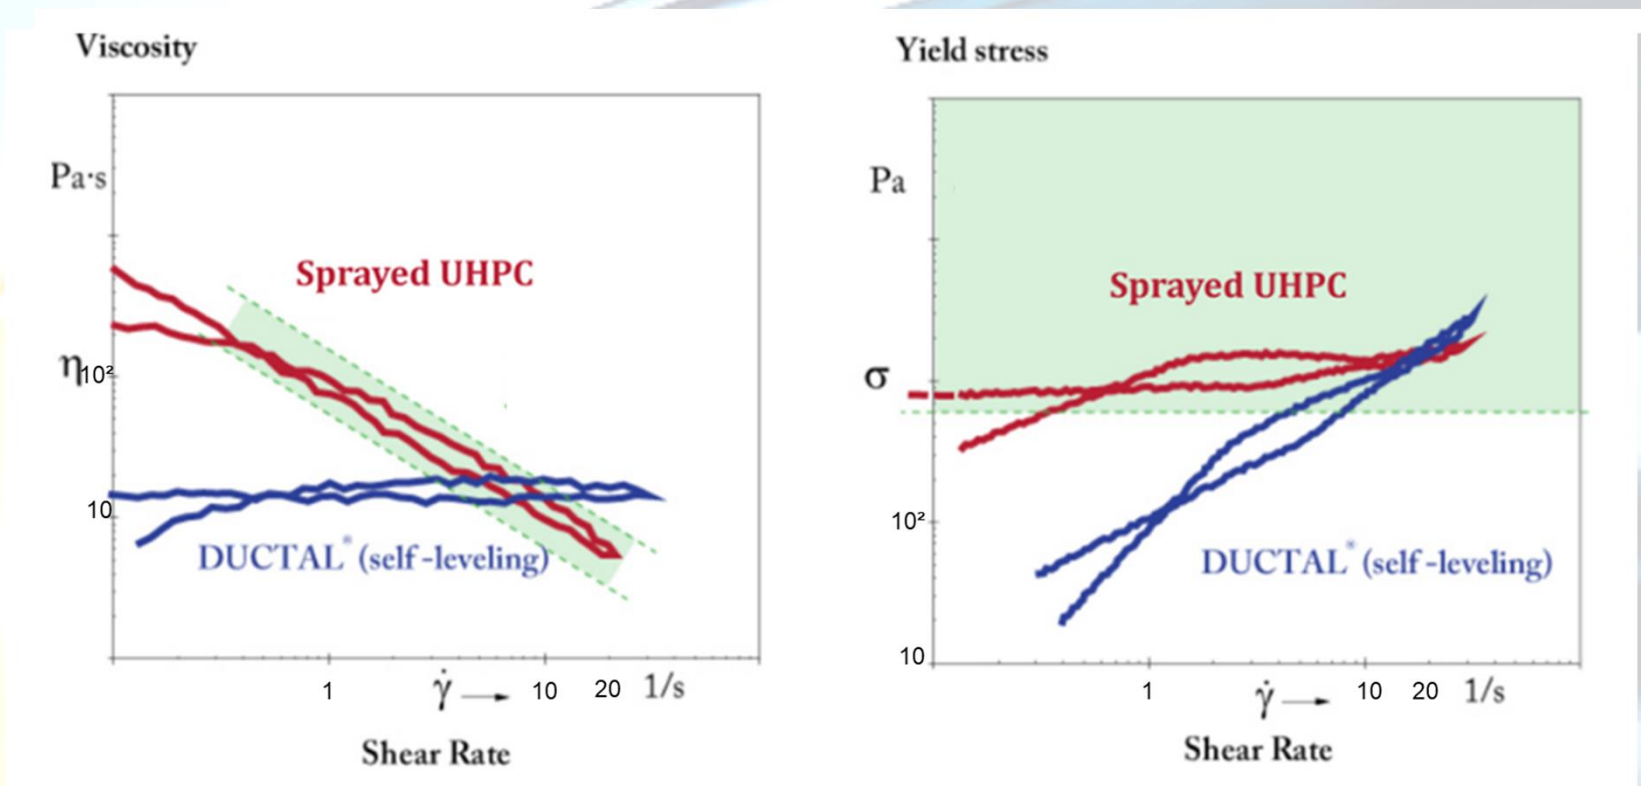 Viscosity
Pa·s
Sprayed UHPC
η
10²
10
DUCTAL® (self-leveling)
1
γ̇ →
10
20
1/s
Shear Rate
Yield stress
Pa
Sprayed UHPC
σ
10²
DUCTAL® (self-leveling)
10
1
γ̇ →
10
20
1/s
Shear Rate